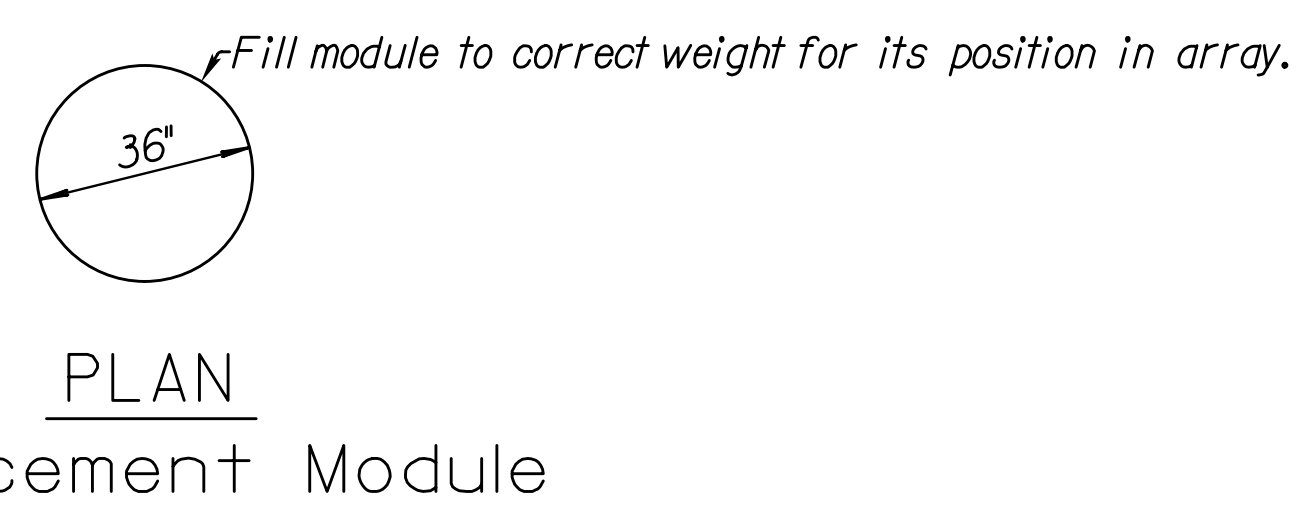 Fill module to correct weight for its position in array.
36"
PLAN
cement Module